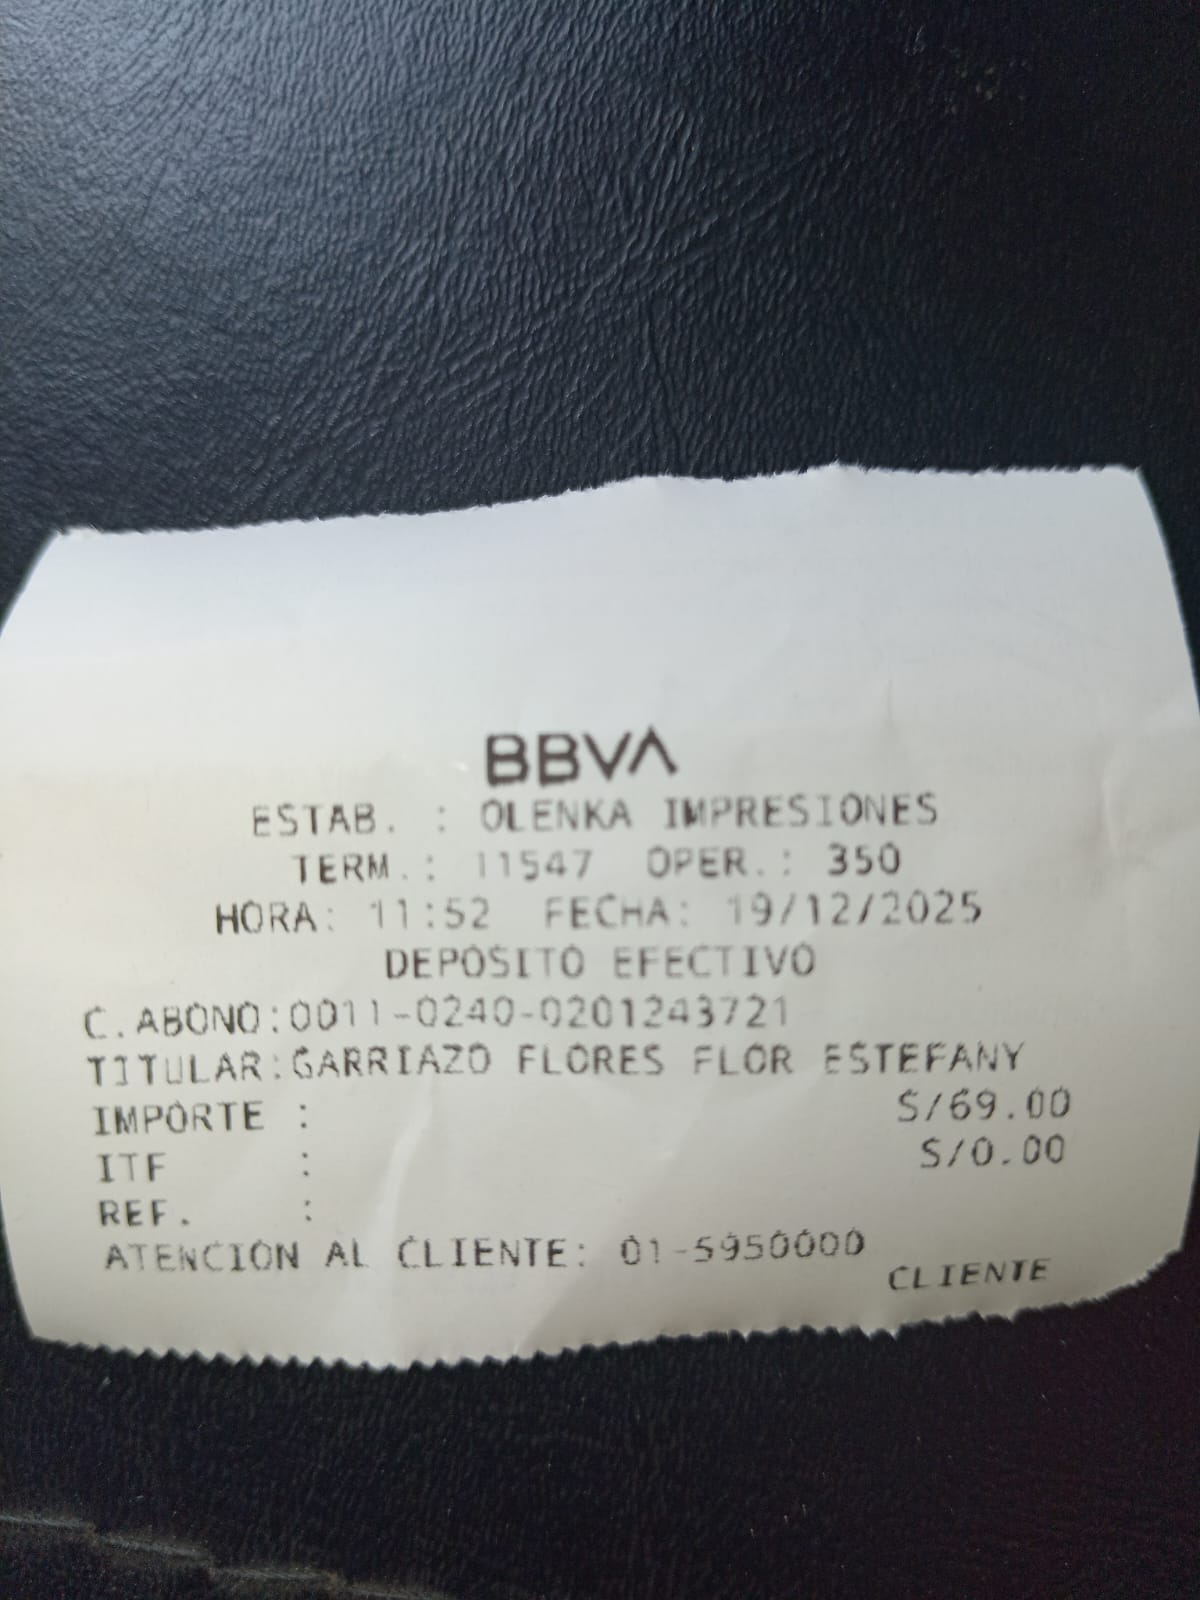 BBVA
ESTAB. : OLENKA IMPRESIONES
TERM.: 11547 OPER.: 350
HORA: 11:52 FECHA: 19/12/2025
DEPOSITO EFECTIVO
C.ABONO:0011-0240-0201243721
TITULAR:GARRIAZO FLORES FLOR ESTEFANY
IMPORTE : S/69.00
ITF : S/0.00
REF. :
ATENCION AL CLIENTE: 01-5950000
CLIENTE